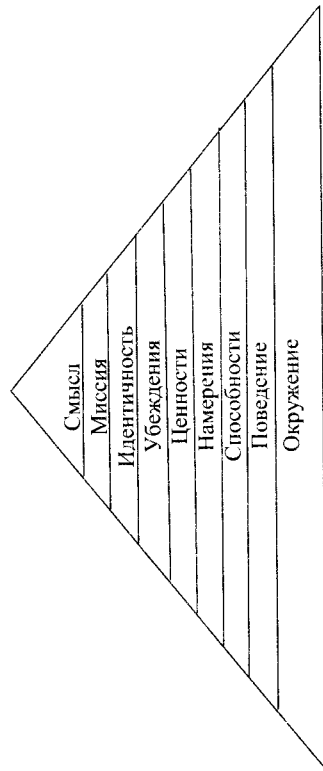 Смысл
Миссия
Идентичность
Убеждения
Ценности
Намерения
Способности
Поведение
Окружение